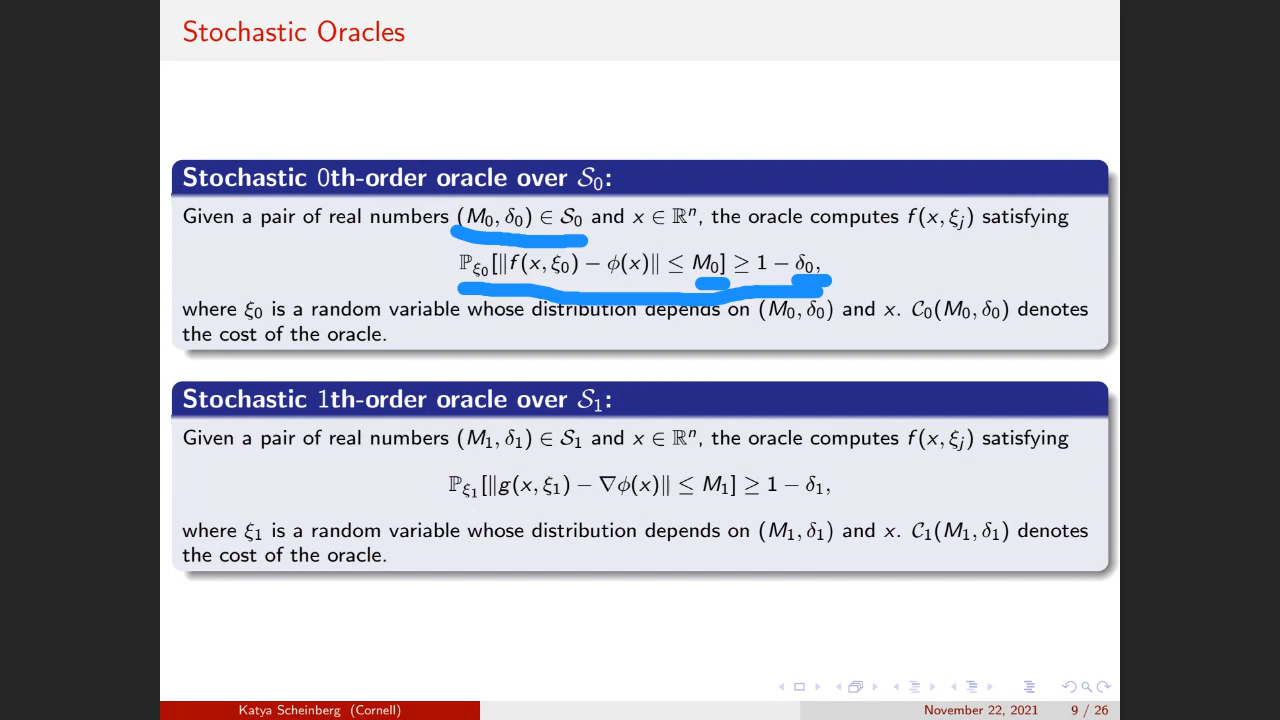 Stochastic Oracles
Stochastic 0th-order oracle over 𝒮₀:
Given a pair of real numbers (M₀, δ₀) ∈ 𝒮₀ and x ∈ ℝⁿ, the oracle computes f(x, ξⱼ) satisfying
ℙ_ξ₀[‖f(x, ξ₀) − ϕ(x)‖ ≤ M₀] ≥ 1 − δ₀,
where ξ₀ is a random variable whose distribution depends on (M₀, δ₀) and x. 𝒞₀(M₀, δ₀) denotes
the cost of the oracle.
Stochastic 1th-order oracle over 𝒮₁:
Given a pair of real numbers (M₁, δ₁) ∈ 𝒮₁ and x ∈ ℝⁿ, the oracle computes f(x, ξⱼ) satisfying
ℙ_ξ₁[‖g(x, ξ₁) − ∇ϕ(x)‖ ≤ M₁] ≥ 1 − δ₁,
where ξ₁ is a random variable whose distribution depends on (M₁, δ₁) and x. 𝒞₁(M₁, δ₁) denotes
the cost of the oracle.
Katya Scheinberg (Cornell) November 22, 2021 9 / 26